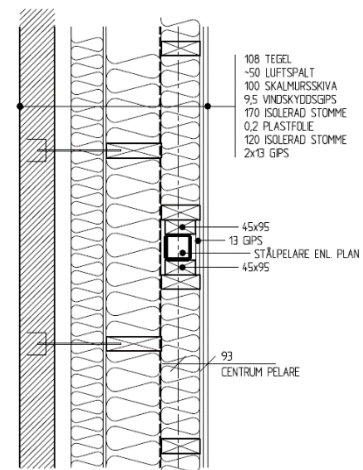 108 TEGEL
~50 LUFTSPALT
100 SKALMURSSKIVA
9,5 VINDSKYDDSGIPS
170 ISOLERAD STOMME
0,2 PLASTFOLIE
120 ISOLERAD STOMME
2x13 GIPS
45x95
13 GIPS
STÅLPELARE ENL. PLAN
45x95
93
CENTRUM PELARE